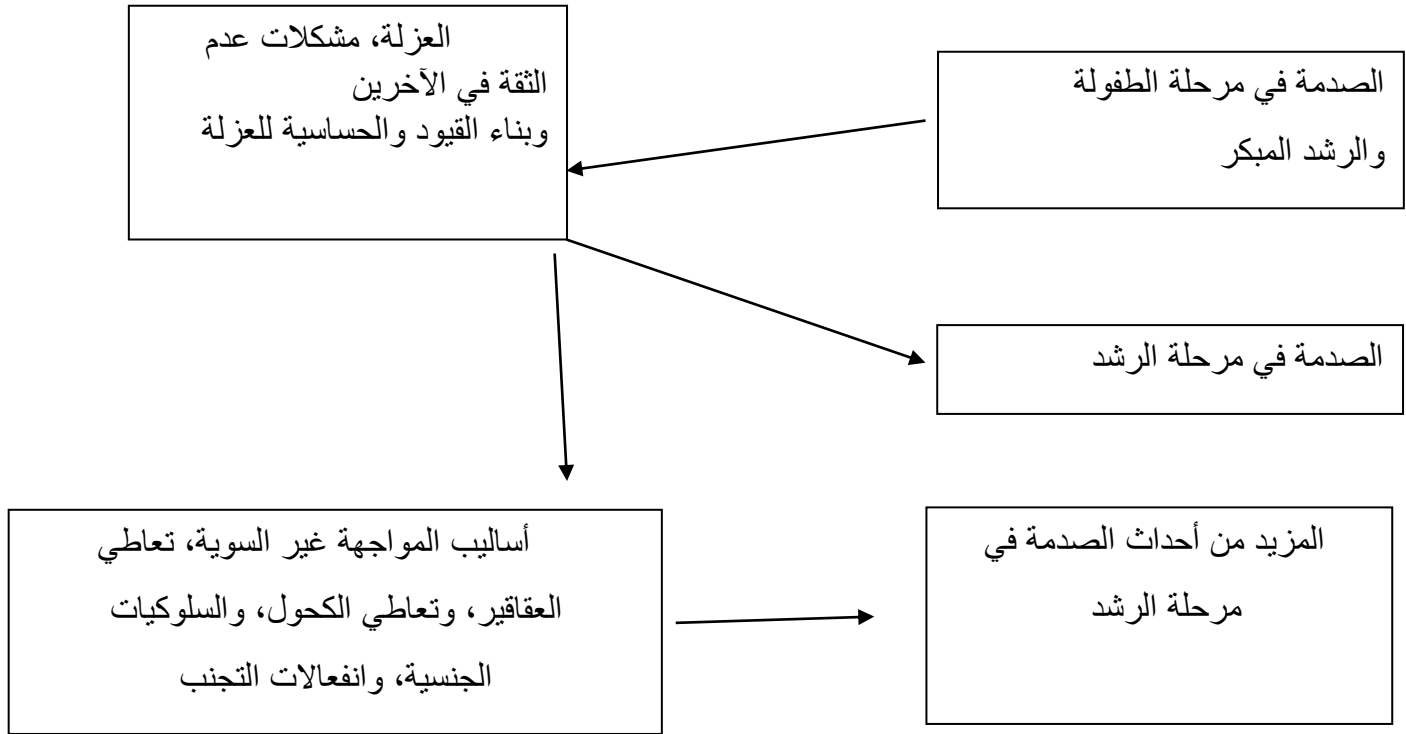 الصدمة في مرحلة الطفولة
والرشد المبكر
العزلة، مشكلات عدم
الثقة في الآخرين
وبناء القيود والحساسية للعزلة
الصدمة في مرحلة الرشد
أساليب المواجهة غير السوية، تعاطي
العقاقير، وتعاطي الكحول، والسلوكيات
الجنسية، وانفعالات التجنب
المزيد من أحداث الصدمة في
مرحلة الرشد